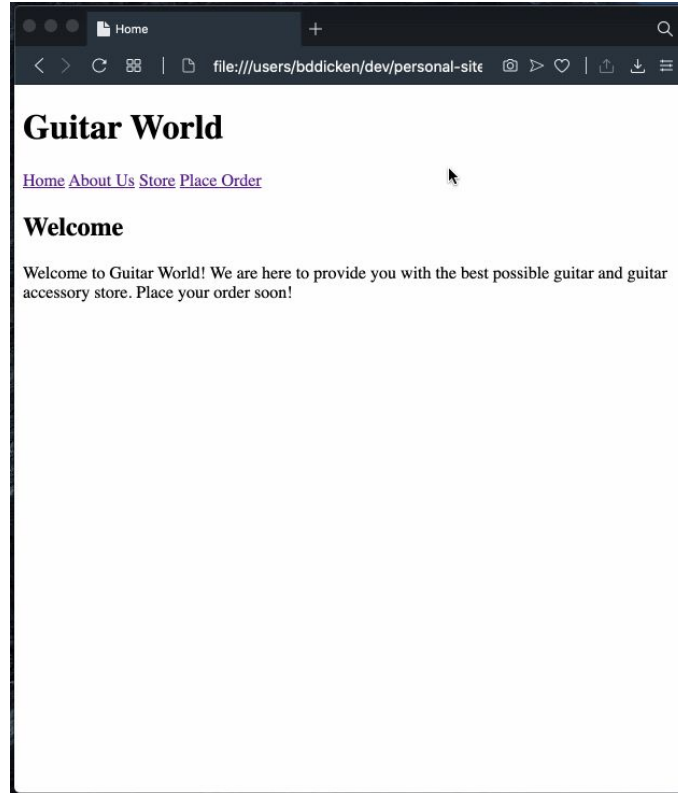 Home
file:///users/bddicken/dev/personal-site
Guitar World
Home About Us Store Place Order
Welcome
Welcome to Guitar World! We are here to provide you with the best possible guitar and guitar
accessory store. Place your order soon!